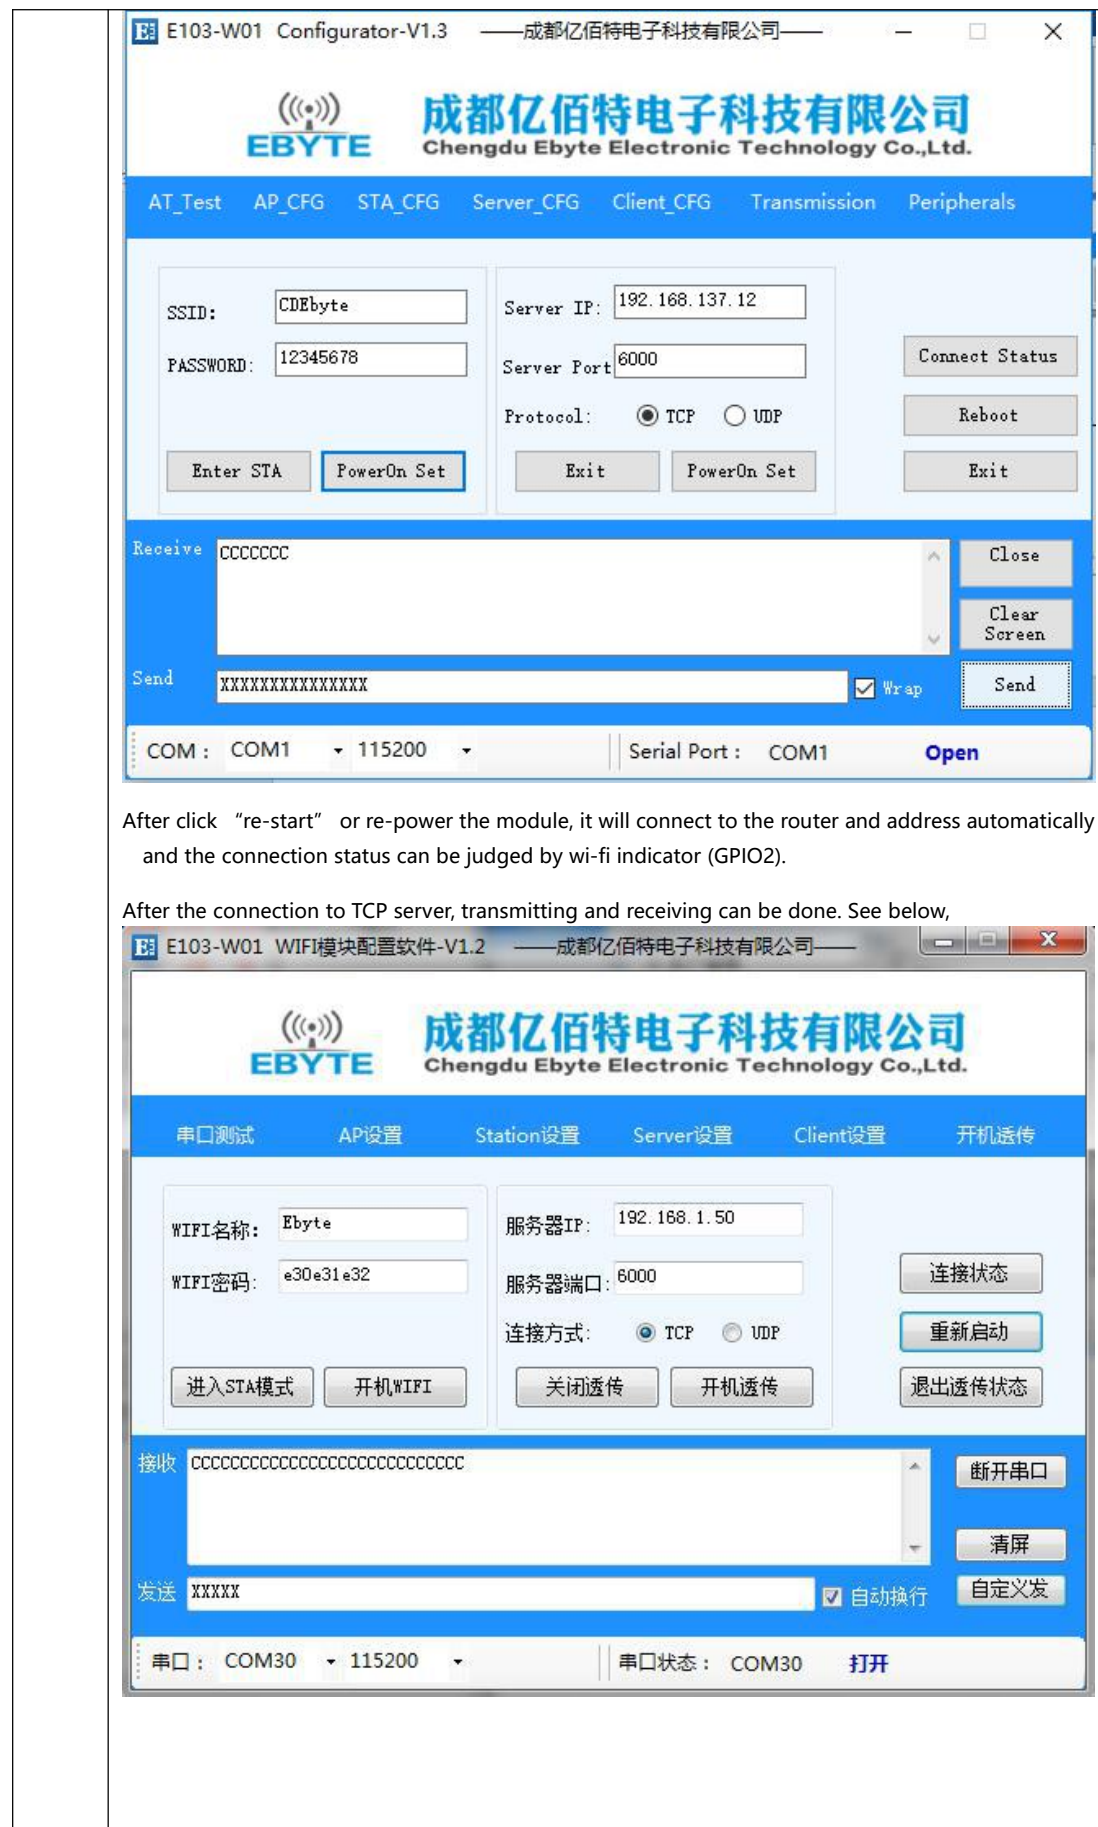 E103-W01 Configurator-V1.3 ——成都亿佰特电子科技有限公司——
EBYTE
成都亿佰特电子科技有限公司
Chengdu Ebyte Electronic Technology Co.,Ltd.
AT_Test AP_CFG STA_CFG Server_CFG Client_CFG Transmission Peripherals
SSID: CDEbyte
PASSWORD: 12345678
Enter STA PowerOn Set
Server IP: 192.168.137.12
Server Port 6000
Protocol: TCP UDP
Exit PowerOn Set
Connect Status
Reboot
Exit
Receive CCCCCCC
Close
Clear
Screen
Send XXXXXXXXXXXXXXX
Wrap Send
COM : COM1 115200 Serial Port : COM1 Open
After click “re-start” or re-power the module, it will connect to the router and address automatically
and the connection status can be judged by wi-fi indicator (GPIO2).
After the connection to TCP server, transmitting and receiving can be done. See below,
E103-W01 WIFI模块配置软件-V1.2 ——成都亿佰特电子科技有限公司——
EBYTE
成都亿佰特电子科技有限公司
Chengdu Ebyte Electronic Technology Co.,Ltd.
串口测试 AP设置 Station设置 Server设置 Client设置 开机透传
WIFI名称: Ebyte
WIFI密码: e30e31e32
进入STA模式 开机WIFI
服务器IP: 192.168.1.50
服务器端口: 6000
连接方式: TCP UDP
关闭透传 开机透传
连接状态
重新启动
退出透传状态
接收 CCCCCCCCCCCCCCCCCCCCCCCCCCCC
断开串口
清屏
发送 XXXXX
自动换行 自定义发
串口 : COM30 115200 串口状态 : COM30 打开